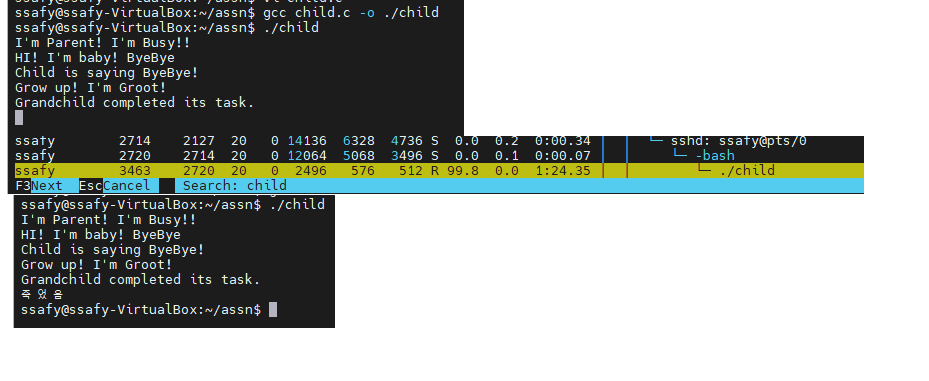 ssafy@ssafy-VirtualBox:~/assn$ gcc child.c -o ./child
ssafy@ssafy-VirtualBox:~/assn$ ./child
I'm Parent! I'm Busy!!
HI! I'm baby! ByeBye
Child is saying ByeBye!
Grow up! I'm Groot!
Grandchild completed its task.
ssafy 2714 2127 20 0 14136 6328 4736 S 0.0 0.2 0:00.34 │ │ └─ sshd: ssafy@pts/0
ssafy 2720 2714 20 0 12064 5068 3496 S 0.0 0.1 0:00.07 │ │ └─ -bash
ssafy 3463 2720 20 0 2496 576 512 R 99.8 0.0 1:24.35 │ │ └─ ./child
F3Next EscCancel Search: child
ssafy@ssafy-VirtualBox:~/assn$ ./child
I'm Parent! I'm Busy!!
HI! I'm baby! ByeBye
Child is saying ByeBye!
Grow up! I'm Groot!
Grandchild completed its task.
죽었음
ssafy@ssafy-VirtualBox:~/assn$